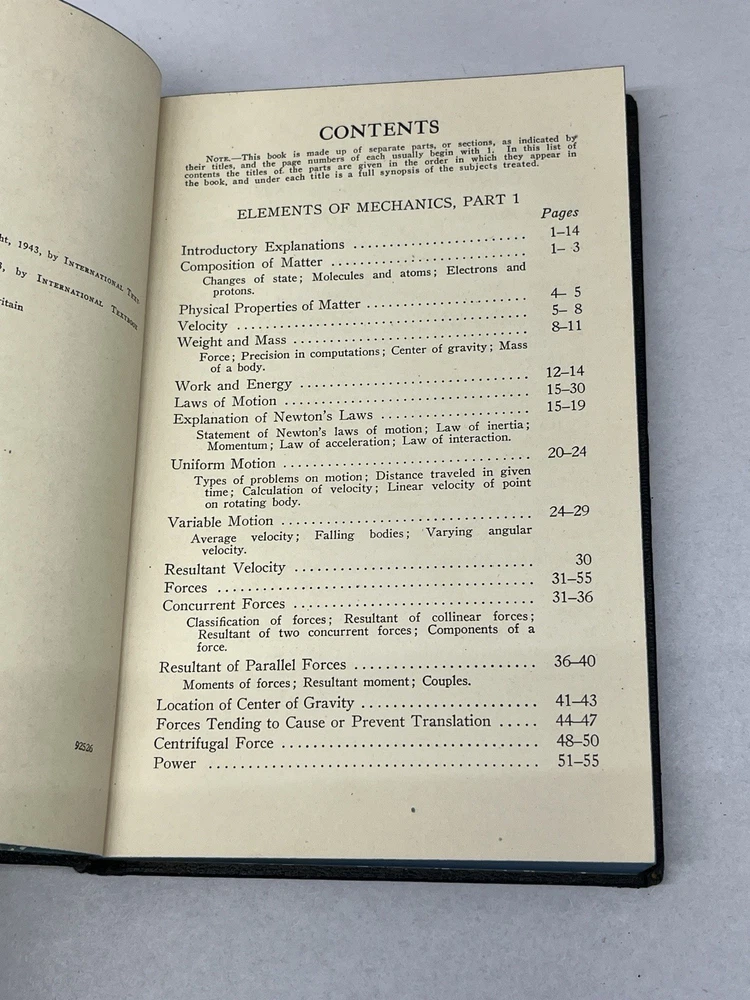 ht, 1943, by INTERNATIONAL
by INTERNATIONAL TEXTBOOK
itain
92526
CONTENTS
NOTE.—This book is made up of separate parts, or sections, as indicated by
their titles, and the page numbers of each usually begin with 1. In this list of
contents the titles of the parts are given in the order in which they appear in
the book, and under each title is a full synopsis of the subjects treated.
ELEMENTS OF MECHANICS, PART 1
Pages
Introductory Explanations .......................... 1–14
Composition of Matter ............................. 1– 3
Changes of state; Molecules and atoms; Electrons and
protons.
Physical Properties of Matter ........................ 4– 5
Velocity .......................................... 5– 8
Weight and Mass .................................. 8–11
Force; Precision in computations; Center of gravity; Mass
of a body.
Work and Energy ................................. 12–14
Laws of Motion ................................... 15–30
Explanation of Newton's Laws ...................... 15–19
Statement of Newton's laws of motion; Law of inertia;
Momentum; Law of acceleration; Law of interaction.
Uniform Motion ................................... 20–24
Types of problems on motion; Distance traveled in given
time; Calculation of velocity; Linear velocity of point
on rotating body.
Variable Motion ................................... 24–29
Average velocity; Falling bodies; Varying angular
velocity.
Resultant Velocity ................................. 30
Forces ........................................... 31–55
Concurrent Forces ................................. 31–36
Classification of forces; Resultant of collinear forces;
Resultant of two concurrent forces; Components of a
force.
Resultant of Parallel Forces ......................... 36–40
Moments of forces; Resultant moment; Couples.
Location of Center of Gravity ........................ 41–43
Forces Tending to Cause or Prevent Translation ..... 44–47
Centrifugal Force .................................. 48–50
Power ............................................ 51–55